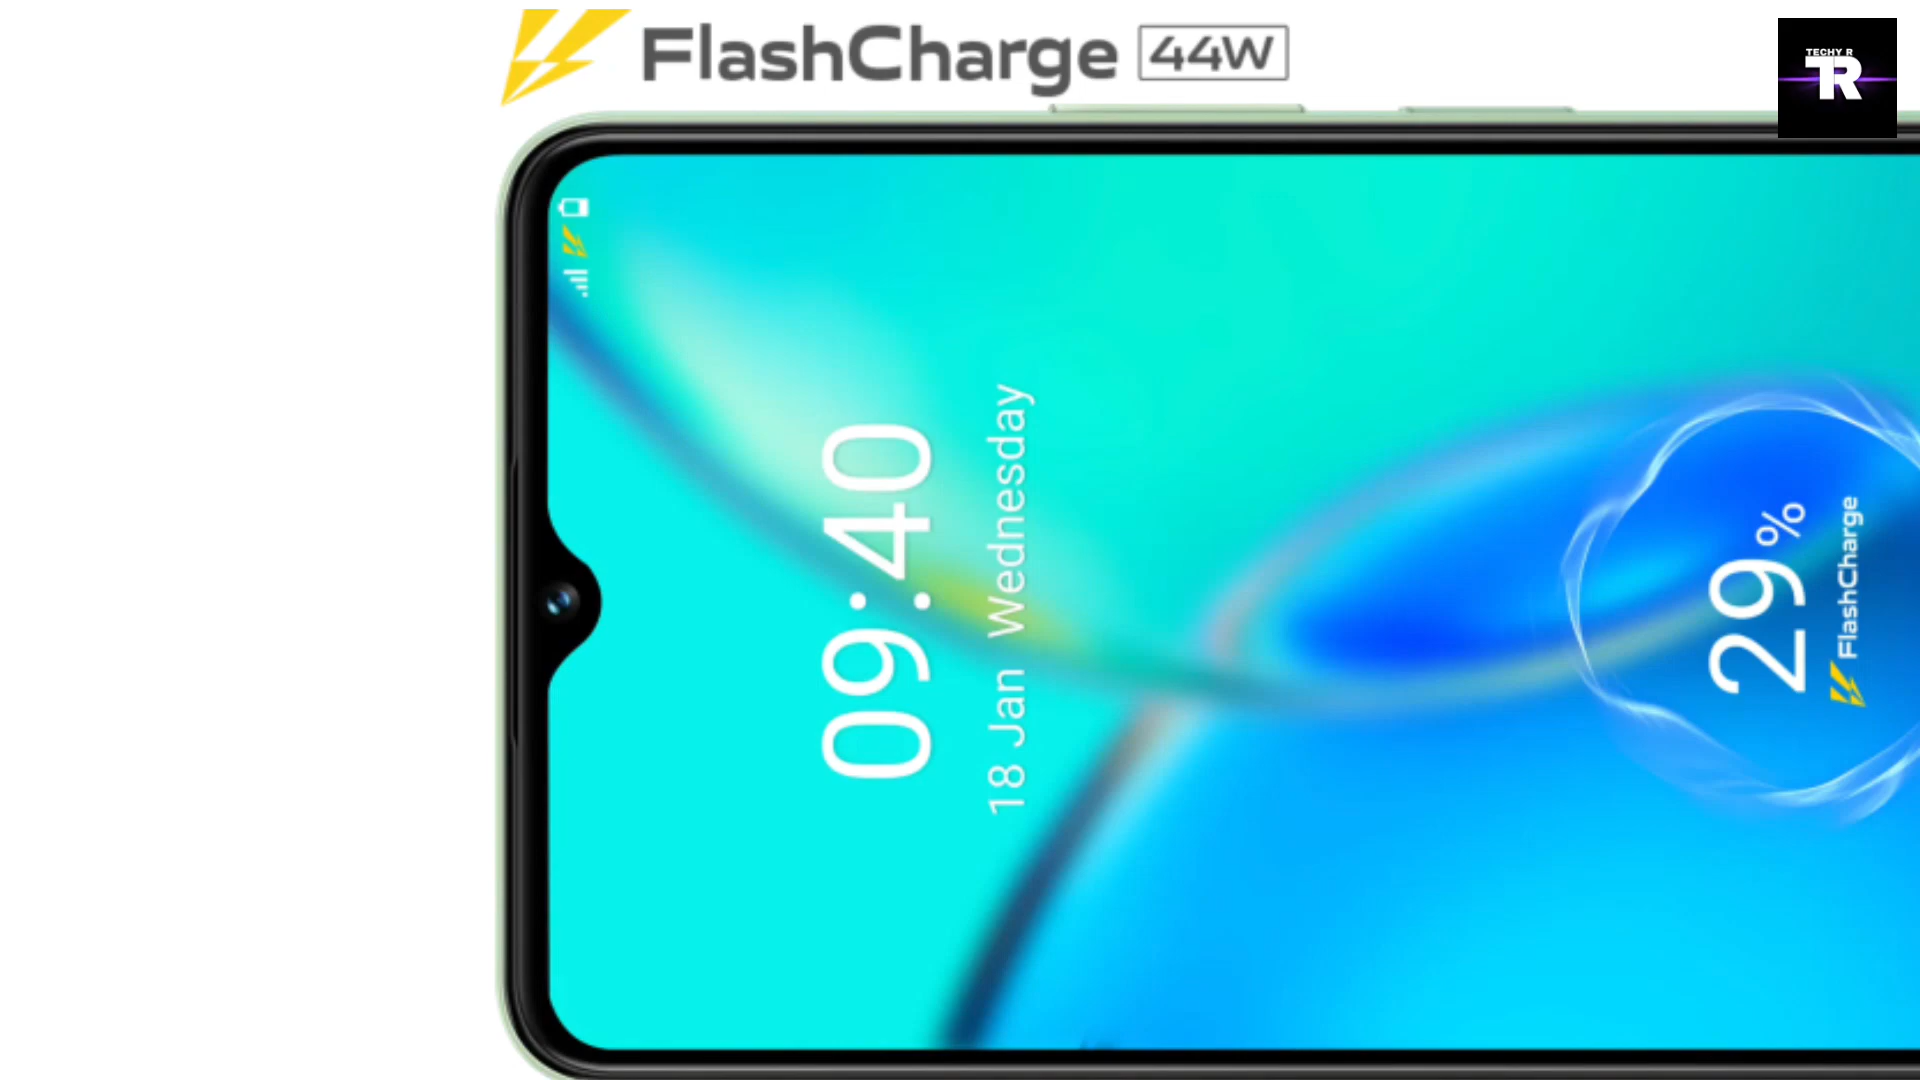 FlashCharge 44W
TECHY R
TR
09:40
18 Jan Wednesday
29%
FlashCharge